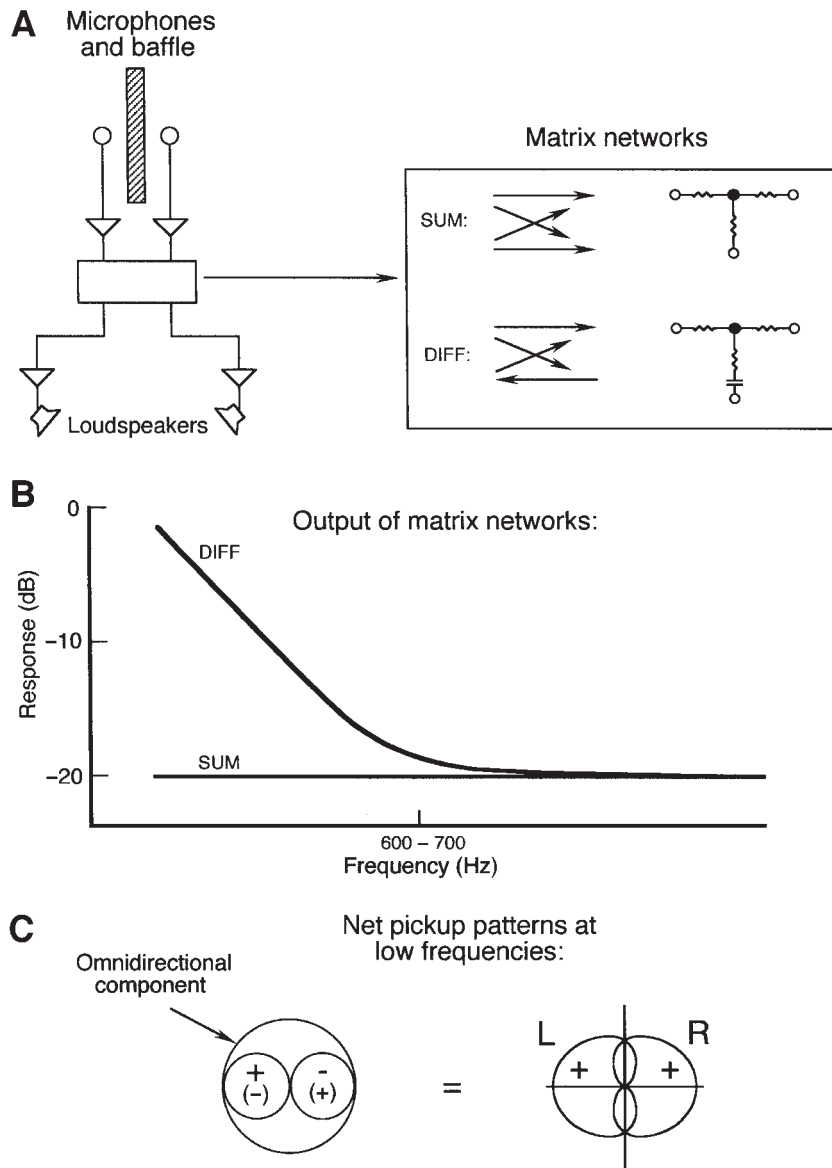 A
Microphones
and baffle
Matrix networks
SUM:
DIFF:
Loudspeakers
B
Output of matrix networks:
0
DIFF
Response (dB)
–10
SUM
–20
600 – 700
Frequency (Hz)
C
Net pickup patterns at
low frequencies:
Omnidirectional
component
L
R
+
-
+
+
(–)
(+)
=